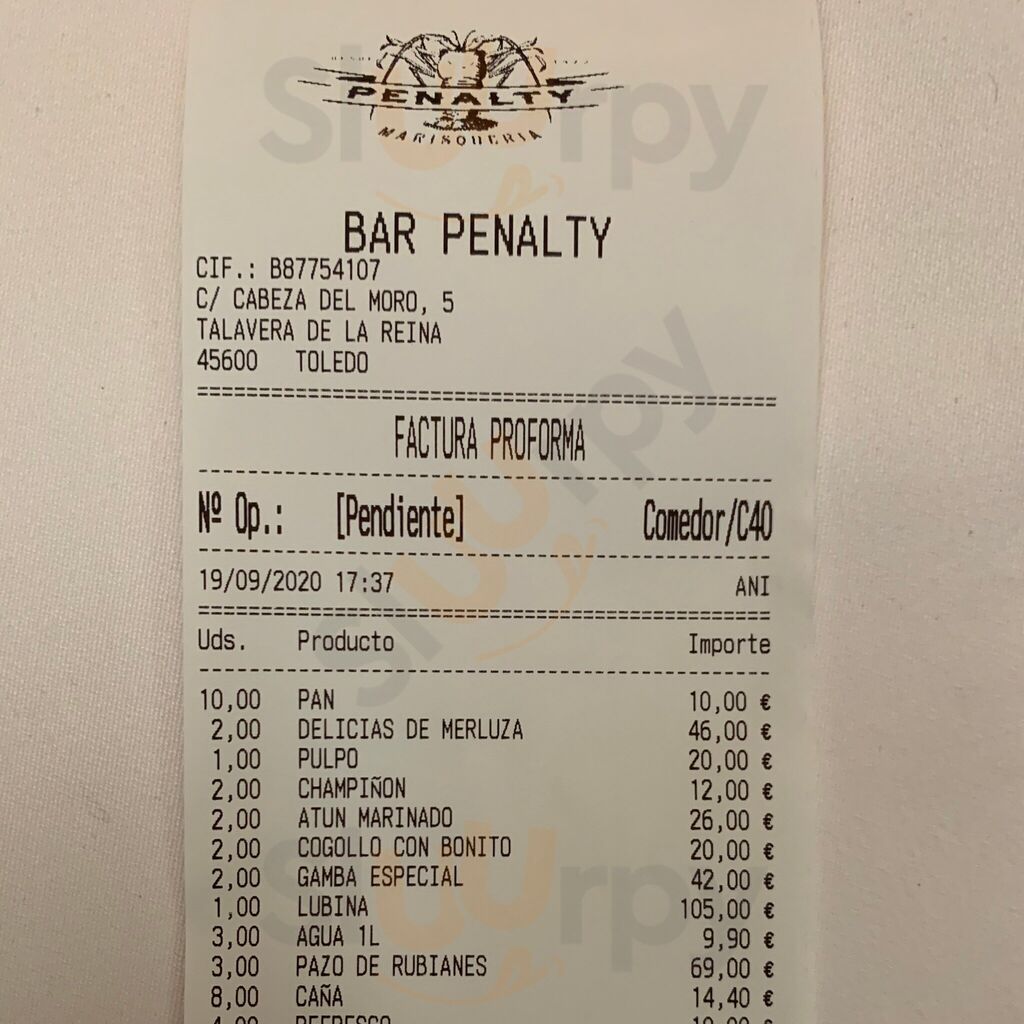 PENALTY
MARISQUERIA
BAR PENALTY
CIF.: B87754107
C/ CABEZA DEL MORO, 5
TALAVERA DE LA REINA
45600 TOLEDO
FACTURA PROFORMA
Nº Op.: [Pendiente] Comedor/C40
19/09/2020 17:37 ANI
Uds. Producto Importe
10,00 PAN 10,00 €
2,00 DELICIAS DE MERLUZA 46,00 €
1,00 PULPO 20,00 €
2,00 CHAMPIÑON 12,00 €
2,00 ATUN MARINADO 26,00 €
2,00 COGOLLO CON BONITO 20,00 €
2,00 GAMBA ESPECIAL 42,00 €
1,00 LUBINA 105,00 €
3,00 AGUA 1L 9,90 €
3,00 PAZO DE RUBIANES 69,00 €
8,00 CAÑA 14,40 €
REFRESCO
Slurpy
Slurpy
Slurpy